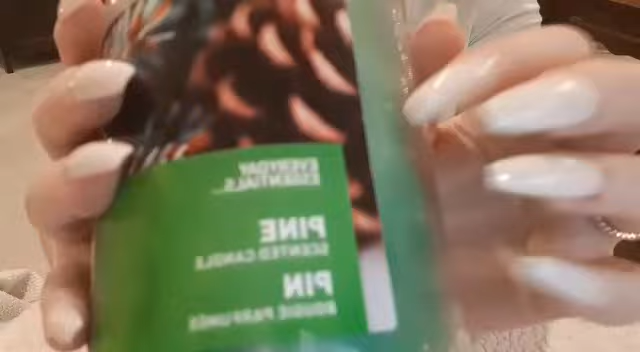 EVERYDAY
ESSENTIALS
PINE
SCENTED CANDLE
PIN
BOUGIE PARFUMÉE